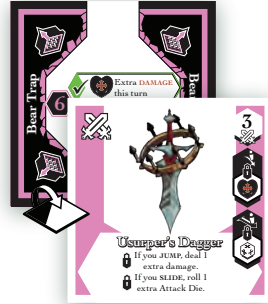 Bear Trap
6
Extra DAMAGE
this turn
Bea
3
Usurper's Dagger
If you JUMP, deal 1
extra damage.
If you SLIDE, roll 1
extra Attack Die.